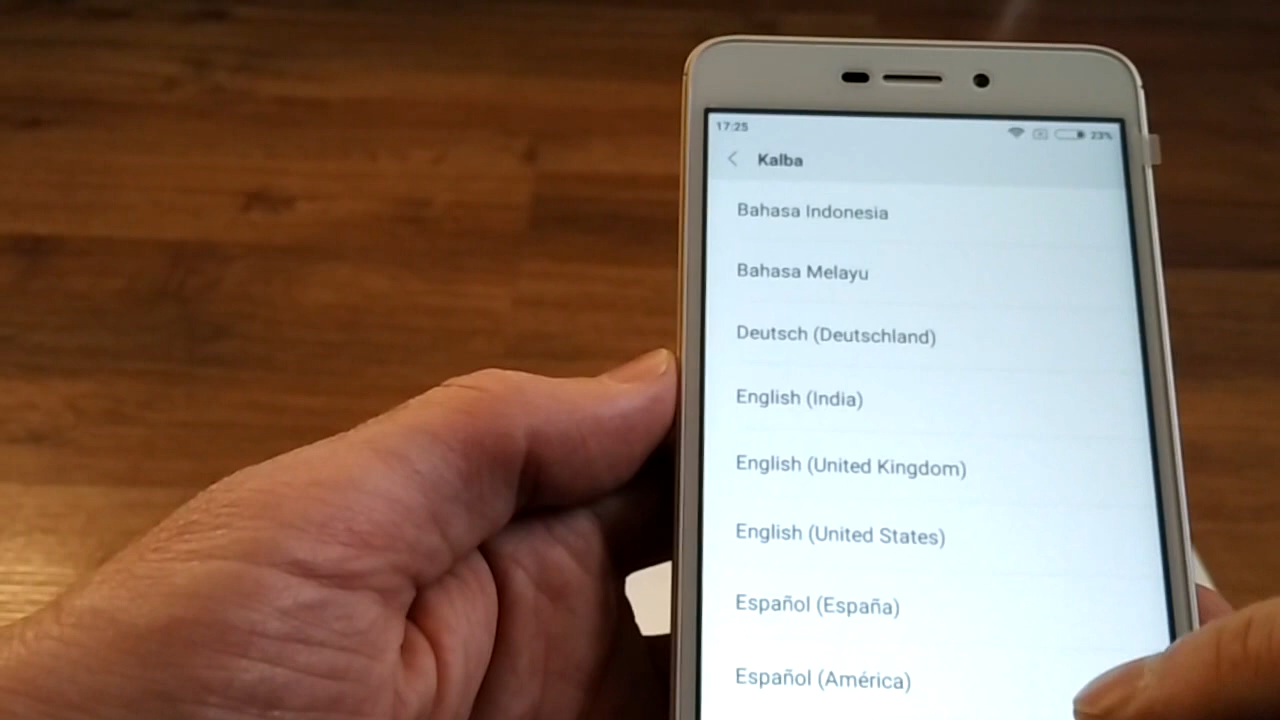 17:25 23%
Kalba
Bahasa Indonesia
Bahasa Melayu
Deutsch (Deutschland)
English (India)
English (United Kingdom)
English (United States)
Español (España)
Español (América)